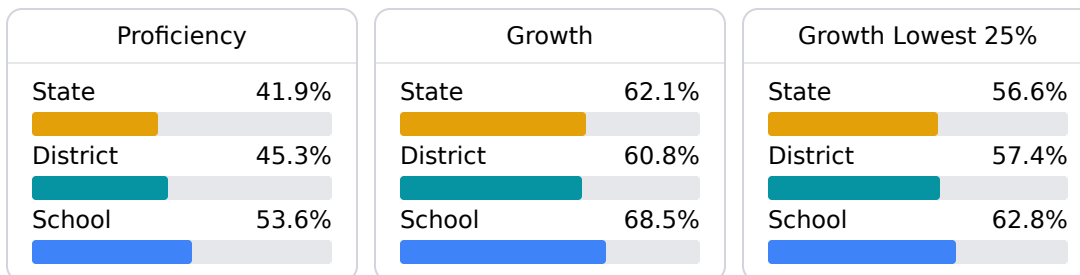 Proficiency
State 41.9%
District 45.3%
School 53.6%
Growth
State 62.1%
District 60.8%
School 68.5%
Growth Lowest 25%
State 56.6%
District 57.4%
School 62.8%